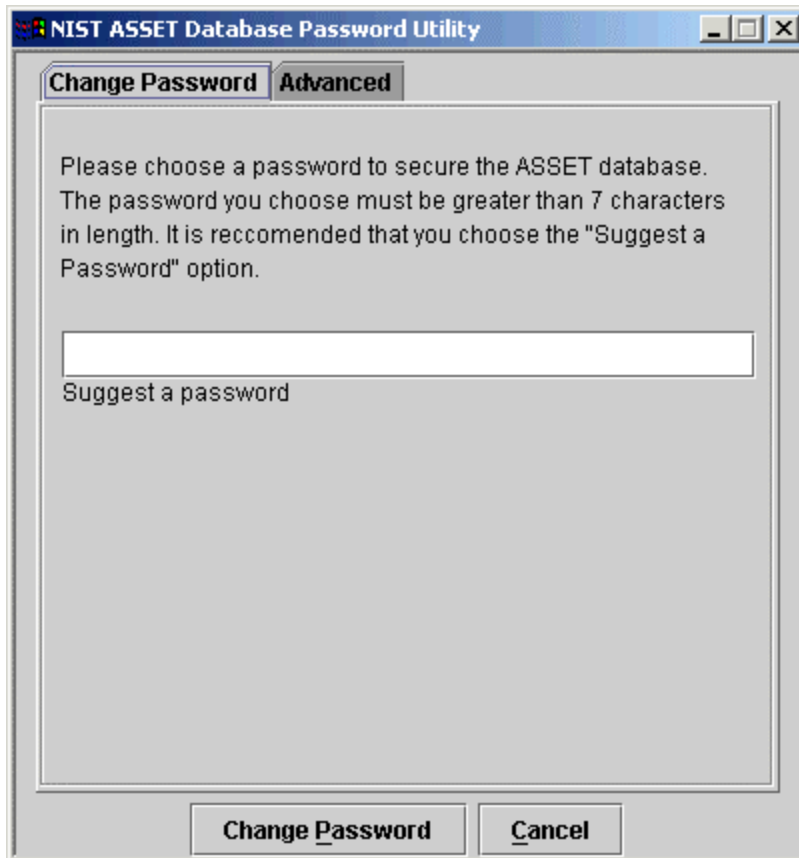 NIST ASSET Database Password Utility
Change Password Advanced
Please choose a password to secure the ASSET database.
The password you choose must be greater than 7 characters
in length. It is reccomended that you choose the "Suggest a
Password" option.
Suggest a password
Change Password Cancel